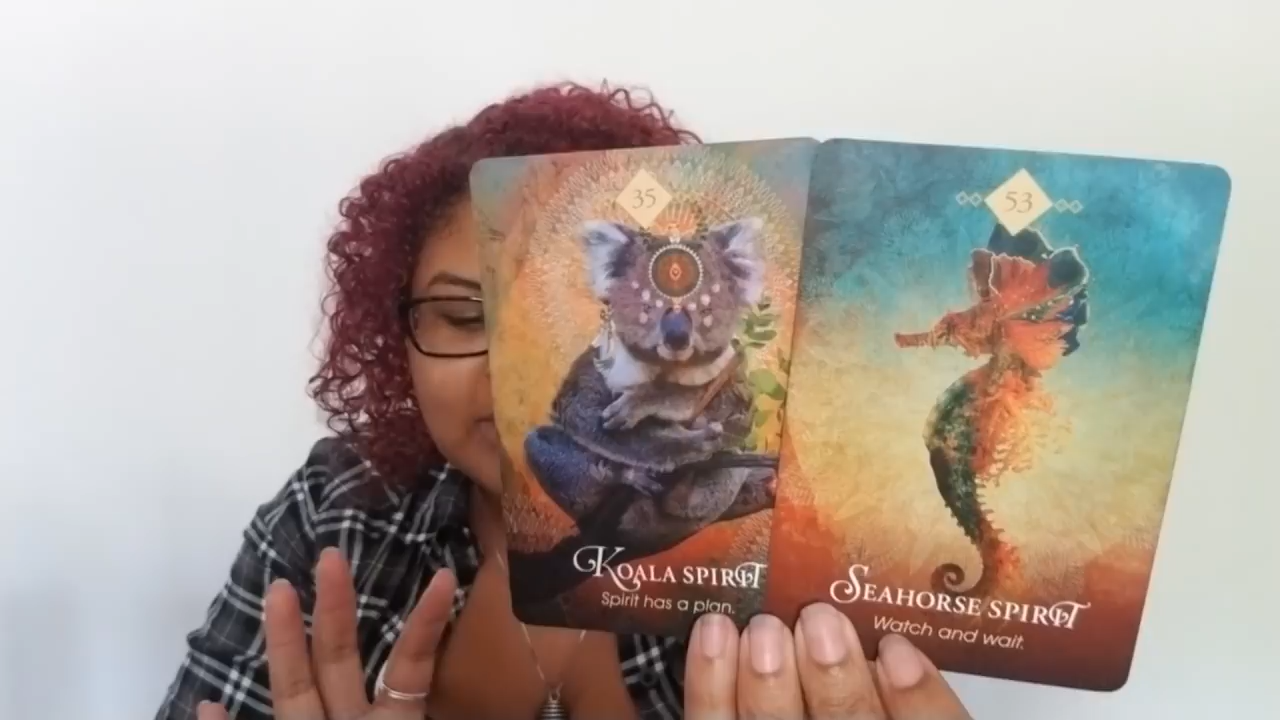 35
KOALA SPIRIT
Spirit has a plan.
53
SEAHORSE SPIRIT
Watch and wait.